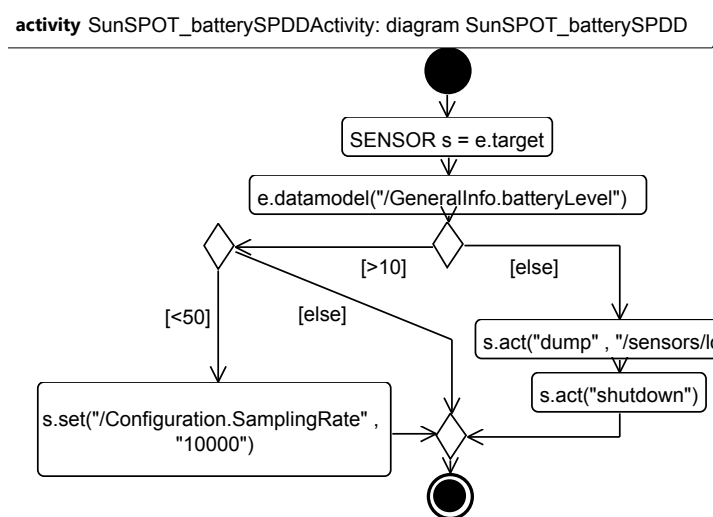 activity SunSPOT_batterySPDDActivity: diagram SunSPOT_batterySPDD
SENSOR s = e.target
e.datamodel("/GeneralInfo.batteryLevel")
[>10]
[else]
[<50]
[else]
s.act("dump" , "/sensors/
s.act("shutdown")
s.set("/Configuration.SamplingRate" ,
"10000")